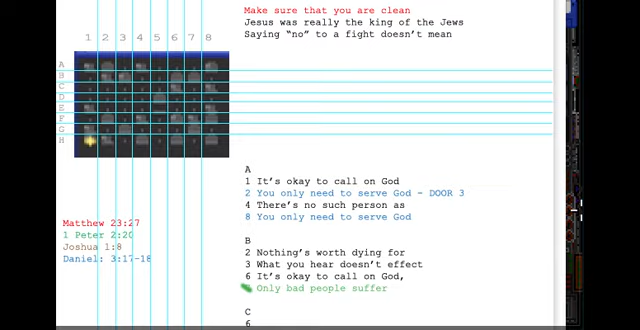 Make sure that you are clean
Jesus was really the king of the Jews
Saying “no” to a fight doesn’t mean
1 2 3 4 5 6 7 8
A
B
C
D
E
F
G
H
Matthew 23:27
1 Peter 2:20
Joshua 1:8
Daniel: 3:17-18
A
1 It’s okay to call on God
2 You only need to serve God - DOOR 3
4 There’s no such person as
8 You only need to serve God
B
2 Nothing’s worth dying for
3 What you hear doesn’t effect
6 It’s okay to call on God,
Only bad people suffer
C
6